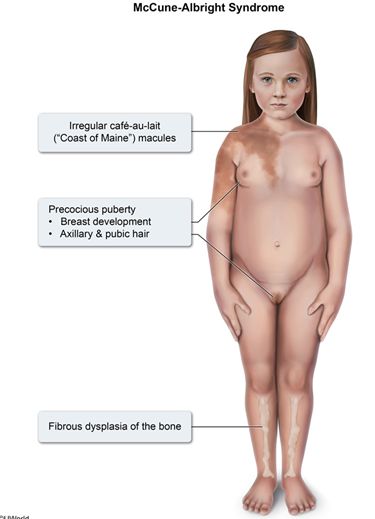 McCune-Albright Syndrome
Irregular café-au-lait
("Coast of Maine") macules
Precocious puberty
• Breast development
• Axillary & pubic hair
Fibrous dysplasia of the bone